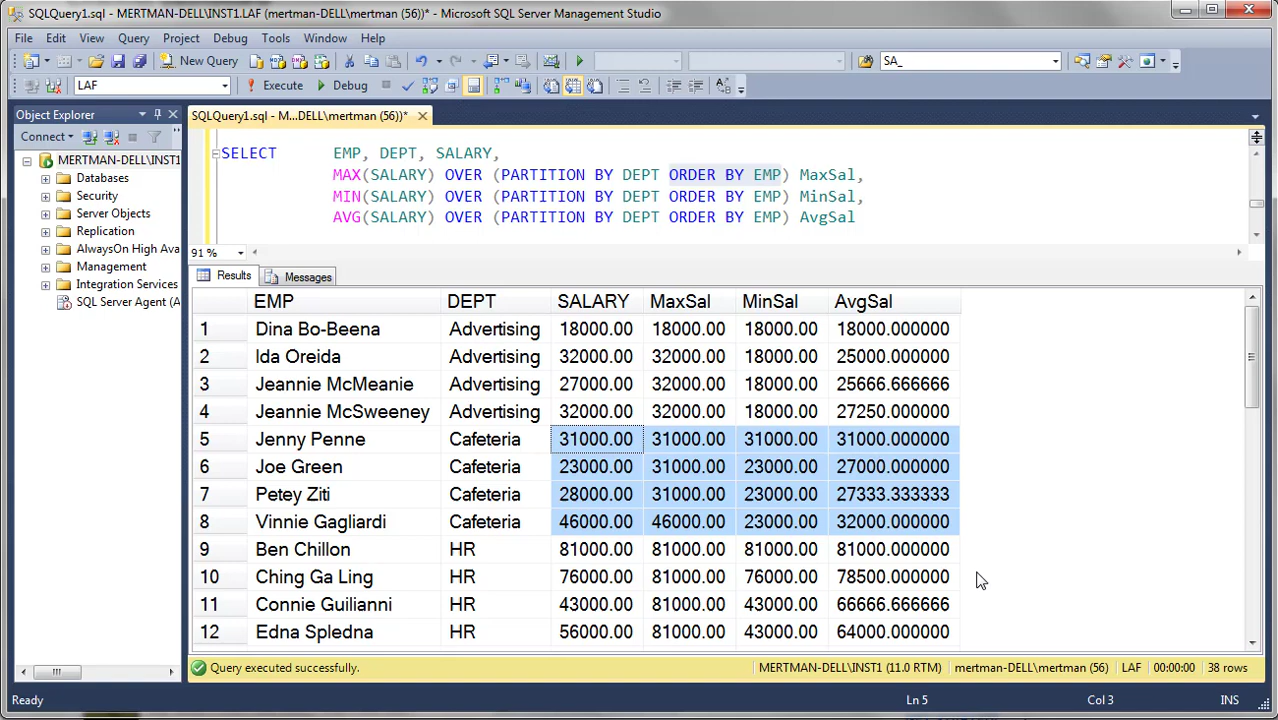 SQLQuery1.sql - MERTMAN-DELL\INST1.LAF (mertman-DELL\mertman (56))* - Microsoft SQL Server Management Studio
File Edit View Query Project Debug Tools Window Help
New Query SA_
LAF Execute Debug
Object Explorer SQLQuery1.sql - M...DELL\mertman (56))*
Connect
MERTMAN-DELL\INST1
Databases
Security
Server Objects
Replication
AlwaysOn High Ava
Management
Integration Services
SQL Server Agent (A
SELECT EMP, DEPT, SALARY,
MAX(SALARY) OVER (PARTITION BY DEPT ORDER BY EMP) MaxSal,
MIN(SALARY) OVER (PARTITION BY DEPT ORDER BY EMP) MinSal,
AVG(SALARY) OVER (PARTITION BY DEPT ORDER BY EMP) AvgSal
91 %
Results Messages
EMP DEPT SALARY MaxSal MinSal AvgSal
1 Dina Bo-Beena Advertising 18000.00 18000.00 18000.00 18000.000000
2 Ida Oreida Advertising 32000.00 32000.00 18000.00 25000.000000
3 Jeannie McMeanie Advertising 27000.00 32000.00 18000.00 25666.666666
4 Jeannie McSweeney Advertising 32000.00 32000.00 18000.00 27250.000000
5 Jenny Penne Cafeteria 31000.00 31000.00 31000.00 31000.000000
6 Joe Green Cafeteria 23000.00 31000.00 23000.00 27000.000000
7 Petey Ziti Cafeteria 28000.00 31000.00 23000.00 27333.333333
8 Vinnie Gagliardi Cafeteria 46000.00 46000.00 23000.00 32000.000000
9 Ben Chillon HR 81000.00 81000.00 81000.00 81000.000000
10 Ching Ga Ling HR 76000.00 81000.00 76000.00 78500.000000
11 Connie Guilianni HR 43000.00 81000.00 43000.00 66666.666666
12 Edna Spledna HR 56000.00 81000.00 43000.00 64000.000000
Query executed successfully. MERTMAN-DELL\INST1 (11.0 RTM) mertman-DELL\mertman (56) LAF 00:00:00 38 rows
Ready Ln 5 Col 3 INS